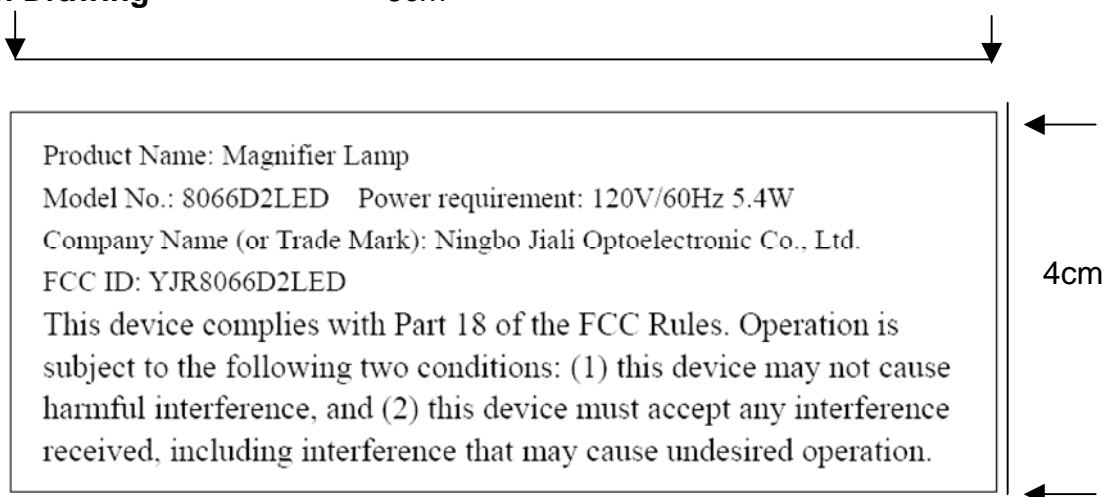 Product Name: Magnifier Lamp
Model No.: 8066D2LED Power requirement: 120V/60Hz 5.4W
Company Name (or Trade Mark): Ningbo Jiali Optoelectronic Co., Ltd.
FCC ID: YJR8066D2LED
This device complies with Part 18 of the FCC Rules. Operation is
subject to the following two conditions: (1) this device may not cause
harmful interference, and (2) this device must accept any interference
received, including interference that may cause undesired operation.
4cm